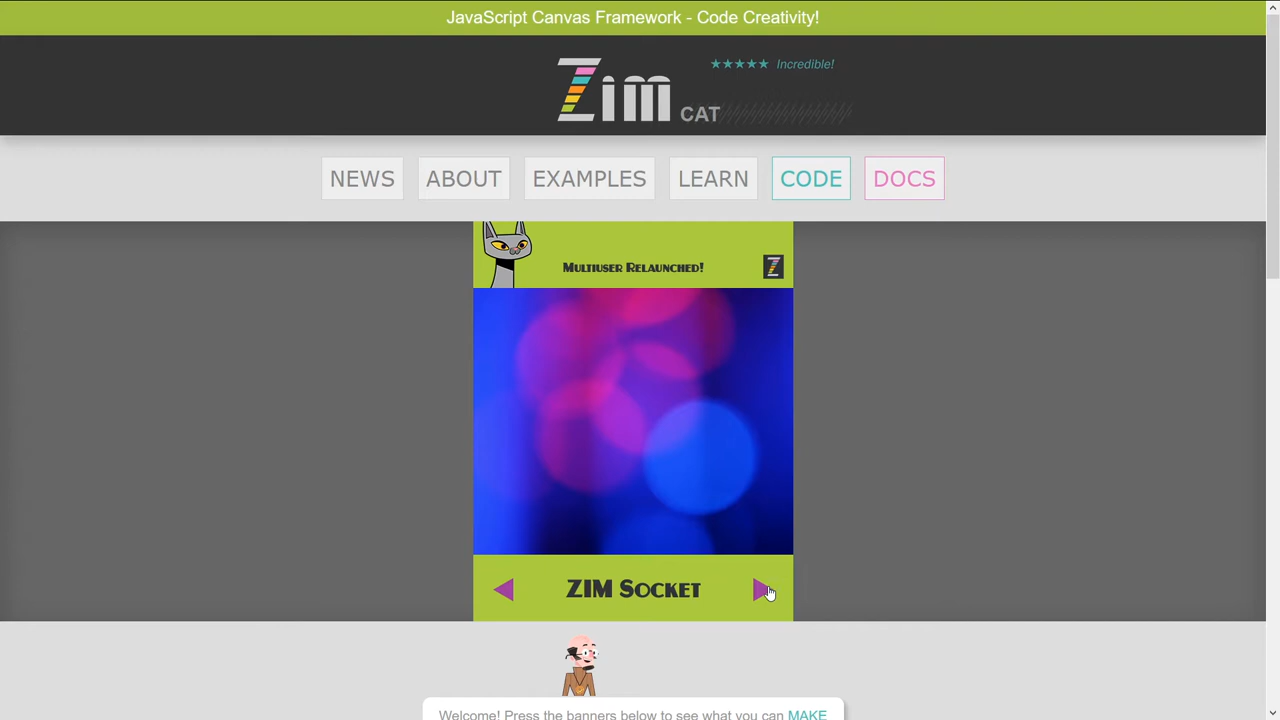 JavaScript Canvas Framework - Code Creativity!
★★★★★ Incredible!
Zim CAT
NEWS ABOUT EXAMPLES LEARN CODE DOCS
Multiuser Relaunched!
Z
ZIM Socket
Welcome! Press the banners below to see what you can MAKE